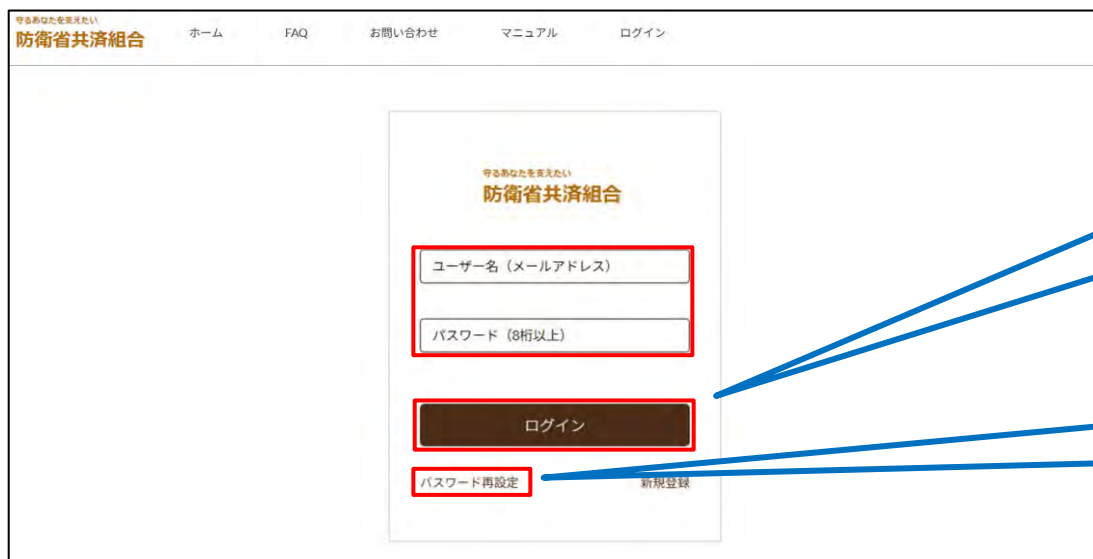 守るあなたを支えたい
防衛省共済組合
ホーム FAQ お問い合わせ マニュアル ログイン
守るあなたを支えたい
防衛省共済組合
ユーザー名（メールアドレス）
パスワード（8桁以上）
ログイン
パスワード再設定 新規登録